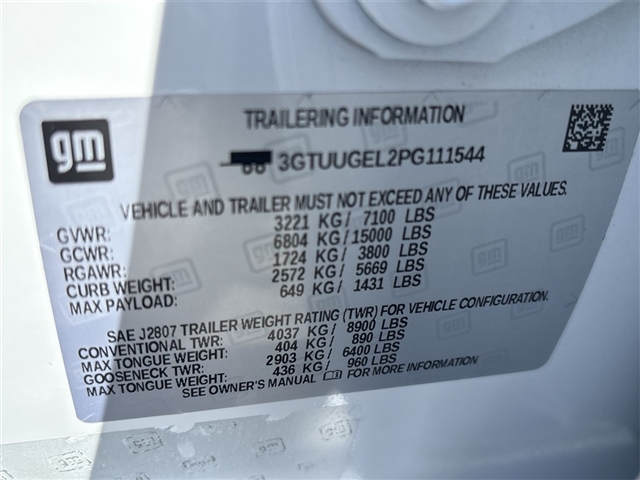 gm
TRAILERING INFORMATION
3GTUUGEL2PG111544
VEHICLE AND TRAILER MUST NOT EXCEED ANY OF THESE VALUES.
GVWR: 3221 KG/ 7100 LBS
GCWR: 6804 KG/15000 LBS
RGAWR: 1724 KG/ 3800 LBS
CURB WEIGHT: 2572 KG/ 5669 LBS
MAX PAYLOAD: 649 KG/ 1431 LBS
SAE J2807 TRAILER WEIGHT RATING (TWR) FOR VEHICLE CONFIGURATION.
CONVENTIONAL TWR: 4037 KG/ 8900 LBS
MAX TONGUE WEIGHT: 404 KG/ 890 LBS
GOOSENECK TWR: 2903 KG/ 6400 LBS
MAX TONGUE WEIGHT: 436 KG/ 960 LBS
SEE OWNER'S MANUAL FOR MORE INFORMATION